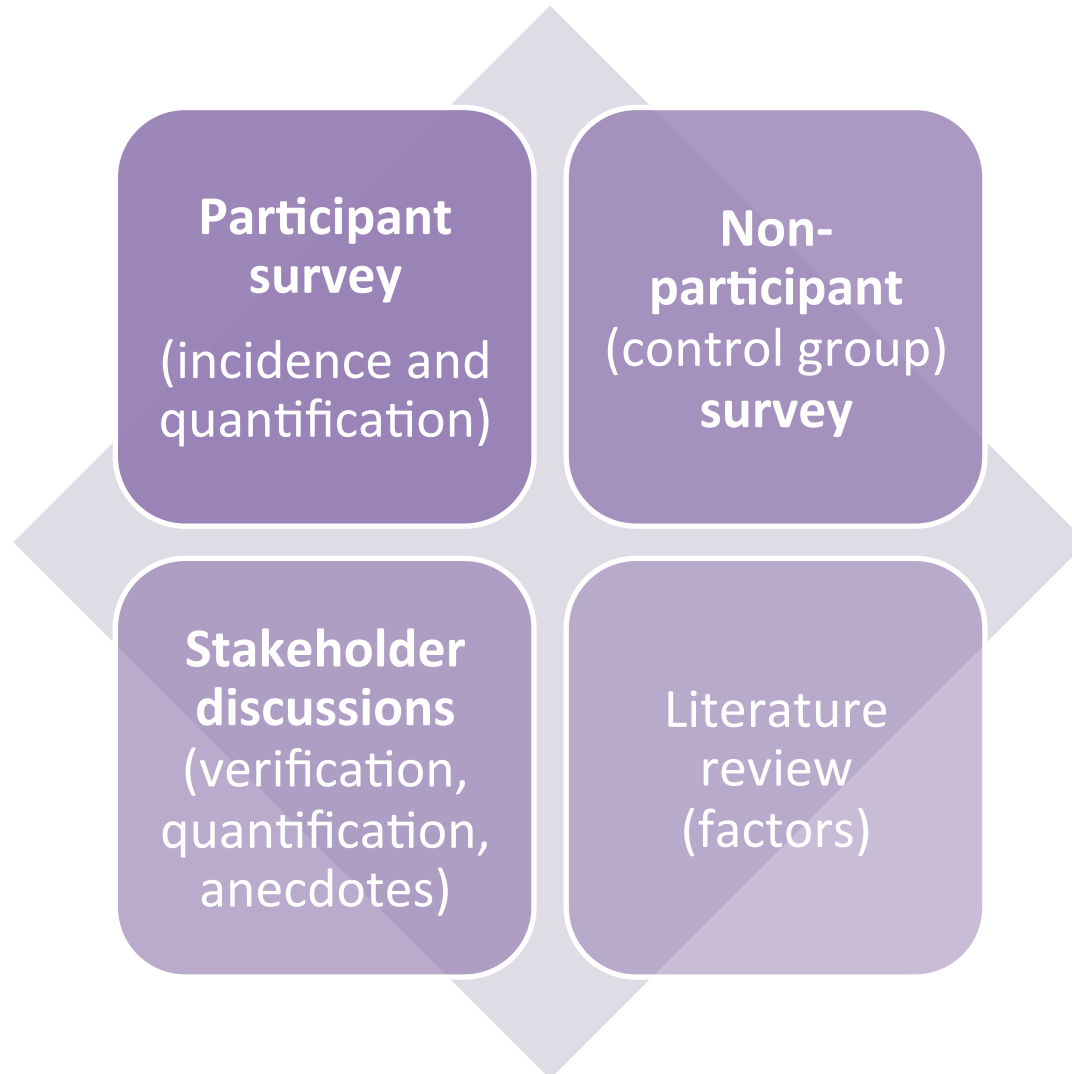 Participant
survey
(incidence and
quantification)
Non-
participant
(control group)
survey
Stakeholder
discussions
(verification,
quantification,
anecdotes)
Literature
review
(factors)